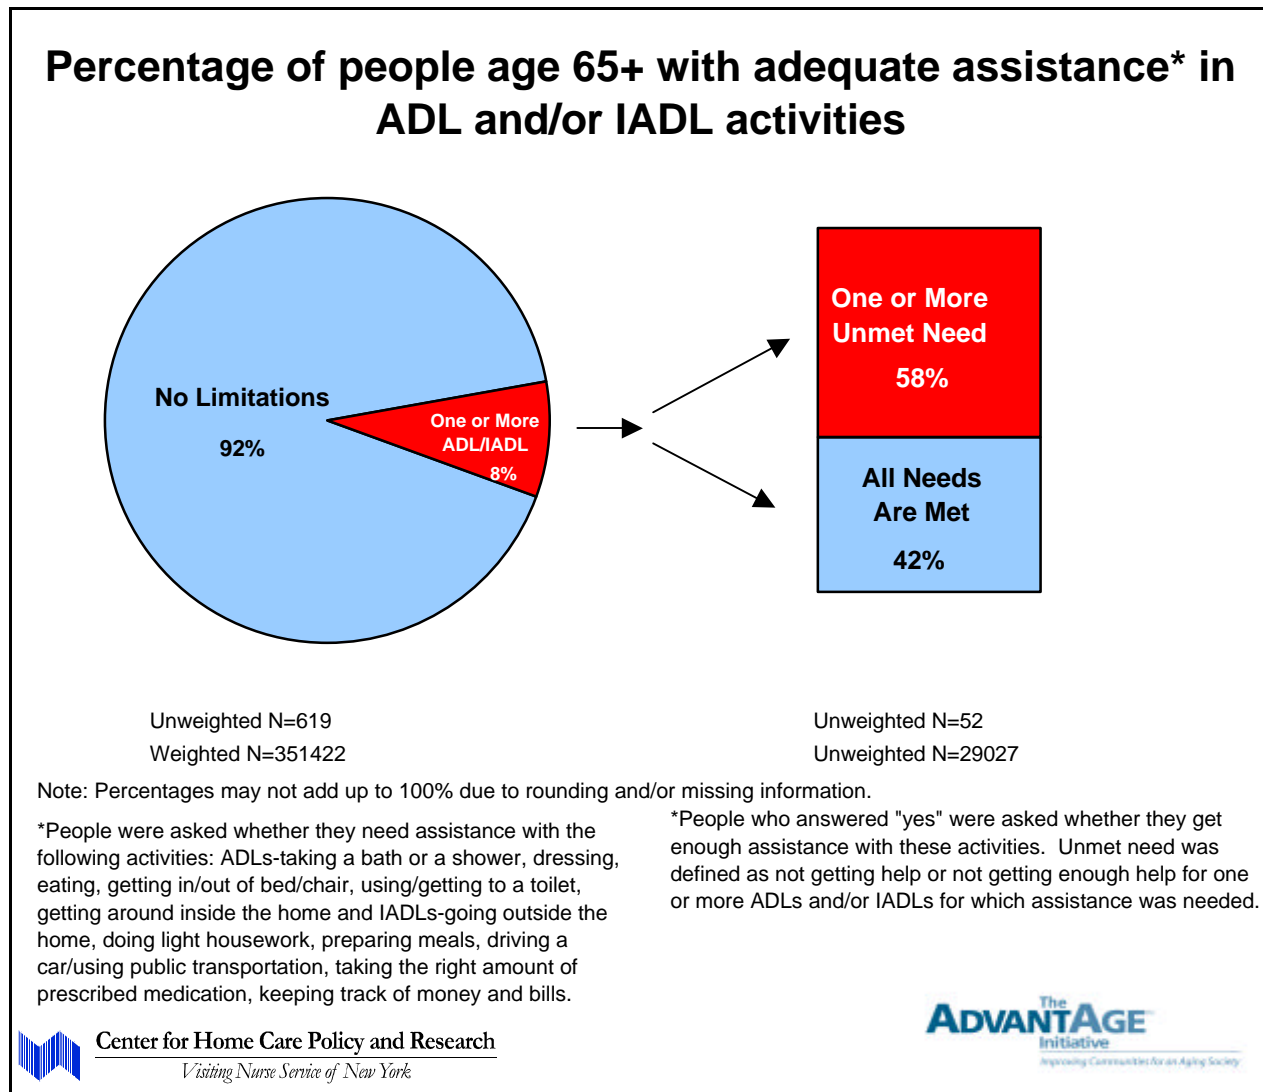 Percentage of people age 65+ with adequate assistance* in
ADL and/or IADL activities
No Limitations
92%
One or More
ADL/IADL
8%
One or More
Unmet Need
58%
All Needs
Are Met
42%
Unweighted N=619
Weighted N=351422
Unweighted N=52
Unweighted N=29027
Note: Percentages may not add up to 100% due to rounding and/or missing information.
*People were asked whether they need assistance with the
following activities: ADLs-taking a bath or a shower, dressing,
eating, getting in/out of bed/chair, using/getting to a toilet,
getting around inside the home and IADLs-going outside the
home, doing light housework, preparing meals, driving a
car/using public transportation, taking the right amount of
prescribed medication, keeping track of money and bills.
*People who answered "yes" were asked whether they get
enough assistance with these activities.  Unmet need was
defined as not getting help or not getting enough help for one
or more ADLs and/or IADLs for which assistance was needed.
Center for Home Care Policy and Research
Visiting Nurse Service of New York
The
ADVANTAGE
Initiative
Improving Communities for an Aging Society